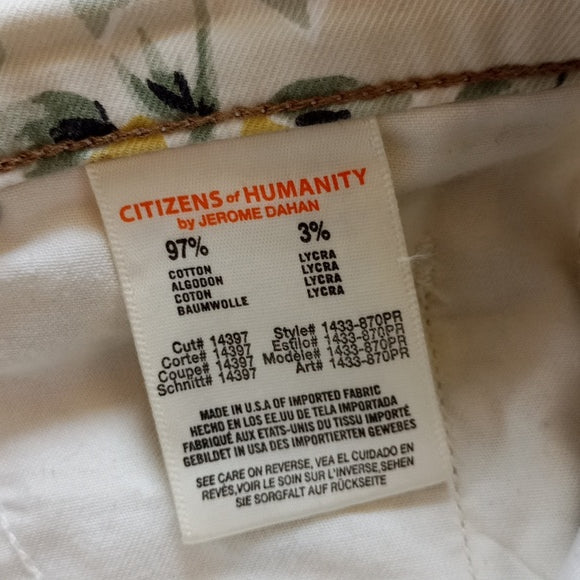 CITIZENS of HUMANITY
by JEROME DAHAN
97% 3%
COTTON LYCRA
ALGODON LYCRA
COTON LYCRA
BAUMWOLLE LYCRA
Cut# 14397 Style# 1433-870PR
Corte# 14397 Estilo# 1433-870PR
Coupe# 14397 Modèle# 1433-870PR
Schnitt# 14397 Art# 1433-870PR
MADE IN U.S.A OF IMPORTED FABRIC
HECHO EN LOS EE.UU DE TELA IMPORTADA
FABRIQUÉ AUX ETATS-UNIS DU TISSU IMPORTÉ
GEBILDET IN USA DES IMPORTIERTEN GEWEBES
SEE CARE ON REVERSE, VEA EL CUIDADO EN
REVÉS,VOIR LE SOIN SUR L'INVERSE,SEHEN
SIE SORGFALT AUF RÜCKSEITE